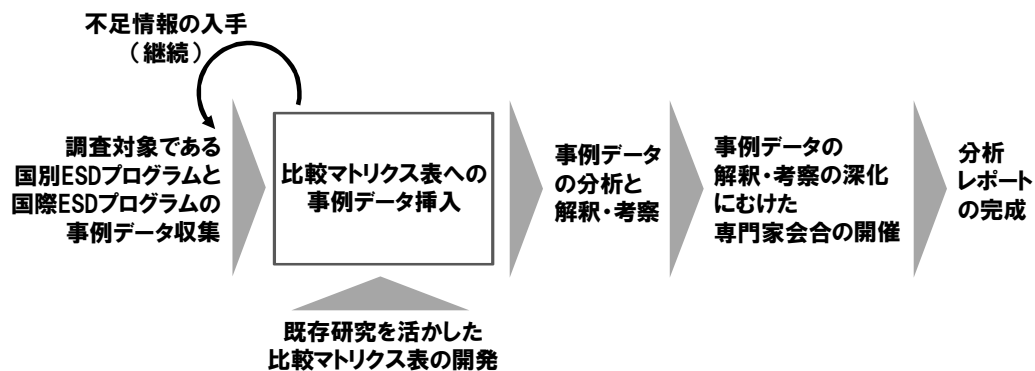 不足情報の入手
（継続）
調査対象である
国別ESDプログラムと
国際ESDプログラムの
事例データ収集
比較マトリクス表への
事例データ挿入
既存研究を活かした
比較マトリクス表の開発
事例データ
の分析と
解釈・考察
事例データの
解釈・考察の深化
にむけた
専門家会合の開催
分析
レポート
の完成